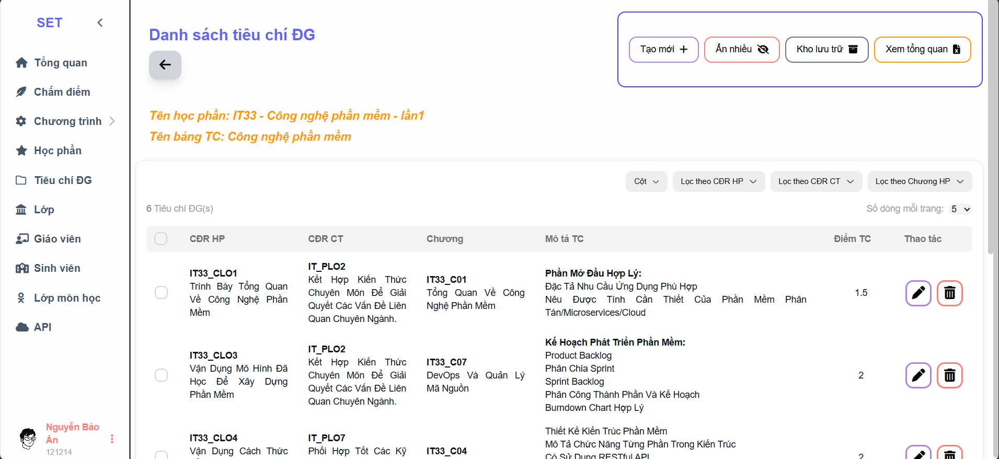 SET
Tổng quan
Chấm điểm
Chương trình
Học phần
Tiêu chí ĐG
Lớp
Giáo viên
Sinh viên
Lớp môn học
API
Nguyễn Bảo
Ân
121214
Danh sách tiêu chí ĐG
Tạo mới
Ẩn nhiều
Kho lưu trữ
Xem tổng quan
Tên học phần: IT33 - Công nghệ phần mềm - lần1
Tên bảng TC: Công nghệ phần mềm
Cột
Lọc theo CĐR HP
Lọc theo CĐR CT
Lọc theo Chương HP
6 Tiêu chí ĐG(s)
Số dòng mỗi trang: 5
CĐR HP
CĐR CT
Chương
Mô tả TC
Điểm TC
Thao tác
IT33_CLO1
Trình Bày Tổng Quan
Về Công Nghệ Phần
Mềm
IT_PLO2
Kết Hợp Kiến Thức
Chuyên Môn Để Giải
Quyết Các Vấn Đề Liên
Quan Chuyên Ngành.
IT33_C01
Tổng Quan Về Công
Nghệ Phần Mềm
Phần Mở Đầu Hợp Lý:
Đặc Tả Nhu Cầu Ứng Dụng Phù Hợp
Nêu Được Tính Cần Thiết Của Phần Mềm Phân
Tán/Microservices/Cloud
1.5
IT33_CLO3
Vận Dụng Mô Hình Đã
Học Để Xây Dựng
Phần Mềm
IT_PLO2
Kết Hợp Kiến Thức
Chuyên Môn Để Giải
Quyết Các Vấn Đề Liên
Quan Chuyên Ngành.
IT33_C07
DevOps Và Quản Lý
Mã Nguồn
Kế Hoạch Phát Triển Phần Mềm:
Product Backlog
Phân Chia Sprint
Sprint Backlog
Phân Công Thành Phần Và Kế Hoạch
Burndown Chart Hợp Lý
2
IT33_CLO4
Vận Dụng Cách Thức
IT_PLO7
Phối Hợp Tốt Các Kỹ
IT33_C04
Thiết Kế Kiến Trúc Phần Mềm
Mô Tả Chức Năng Từng Phần Trong Kiến Trúc
Có Sử Dụng RESTful API
2